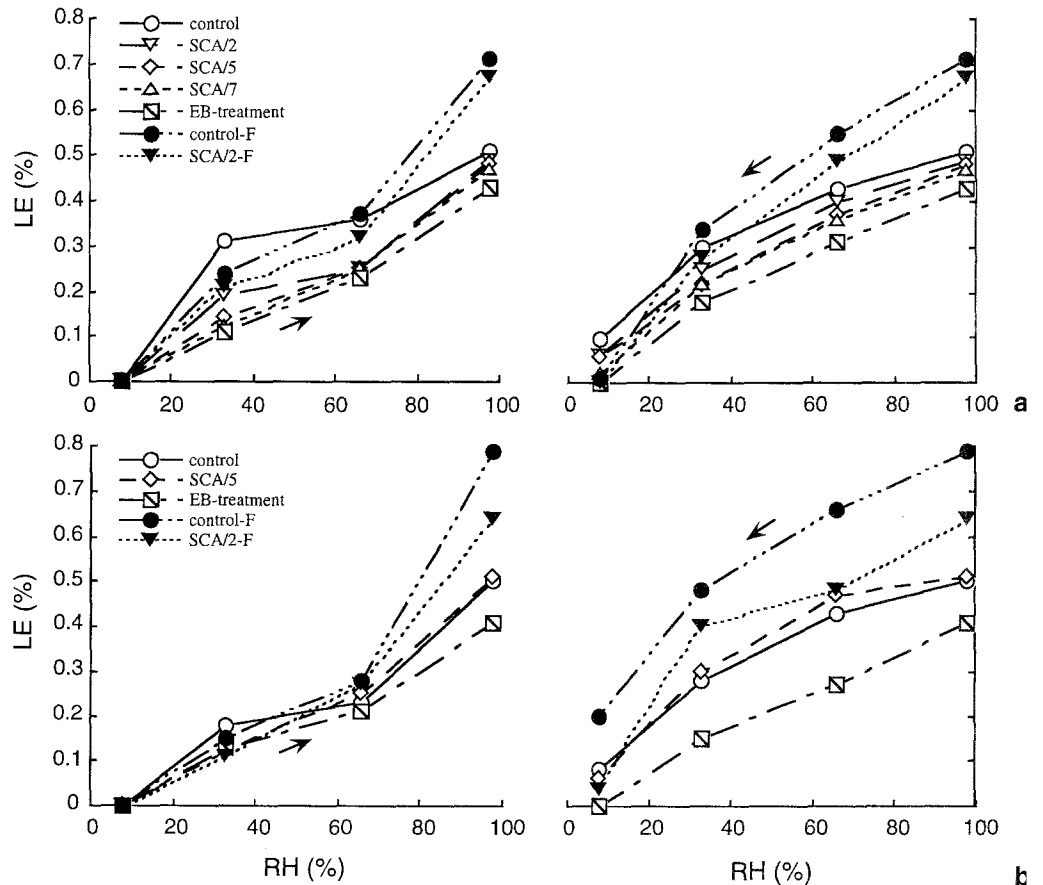 0.8
0.7
0.6
0.5
0.4
0.3
0.2
0.1
0
LE (%)
control
SCA/2
SCA/5
SCA/7
EB-treatment
control-F
SCA/2-F
0 20 40 60 80 100
0 20 40 60 80 100
a
0.8
0.7
0.6
0.5
0.4
0.3
0.2
0.1
0
LE (%)
control
SCA/5
EB-treatment
control-F
SCA/2-F
0 20 40 60 80 100
0 20 40 60 80 100
RH (%)
RH (%)
b